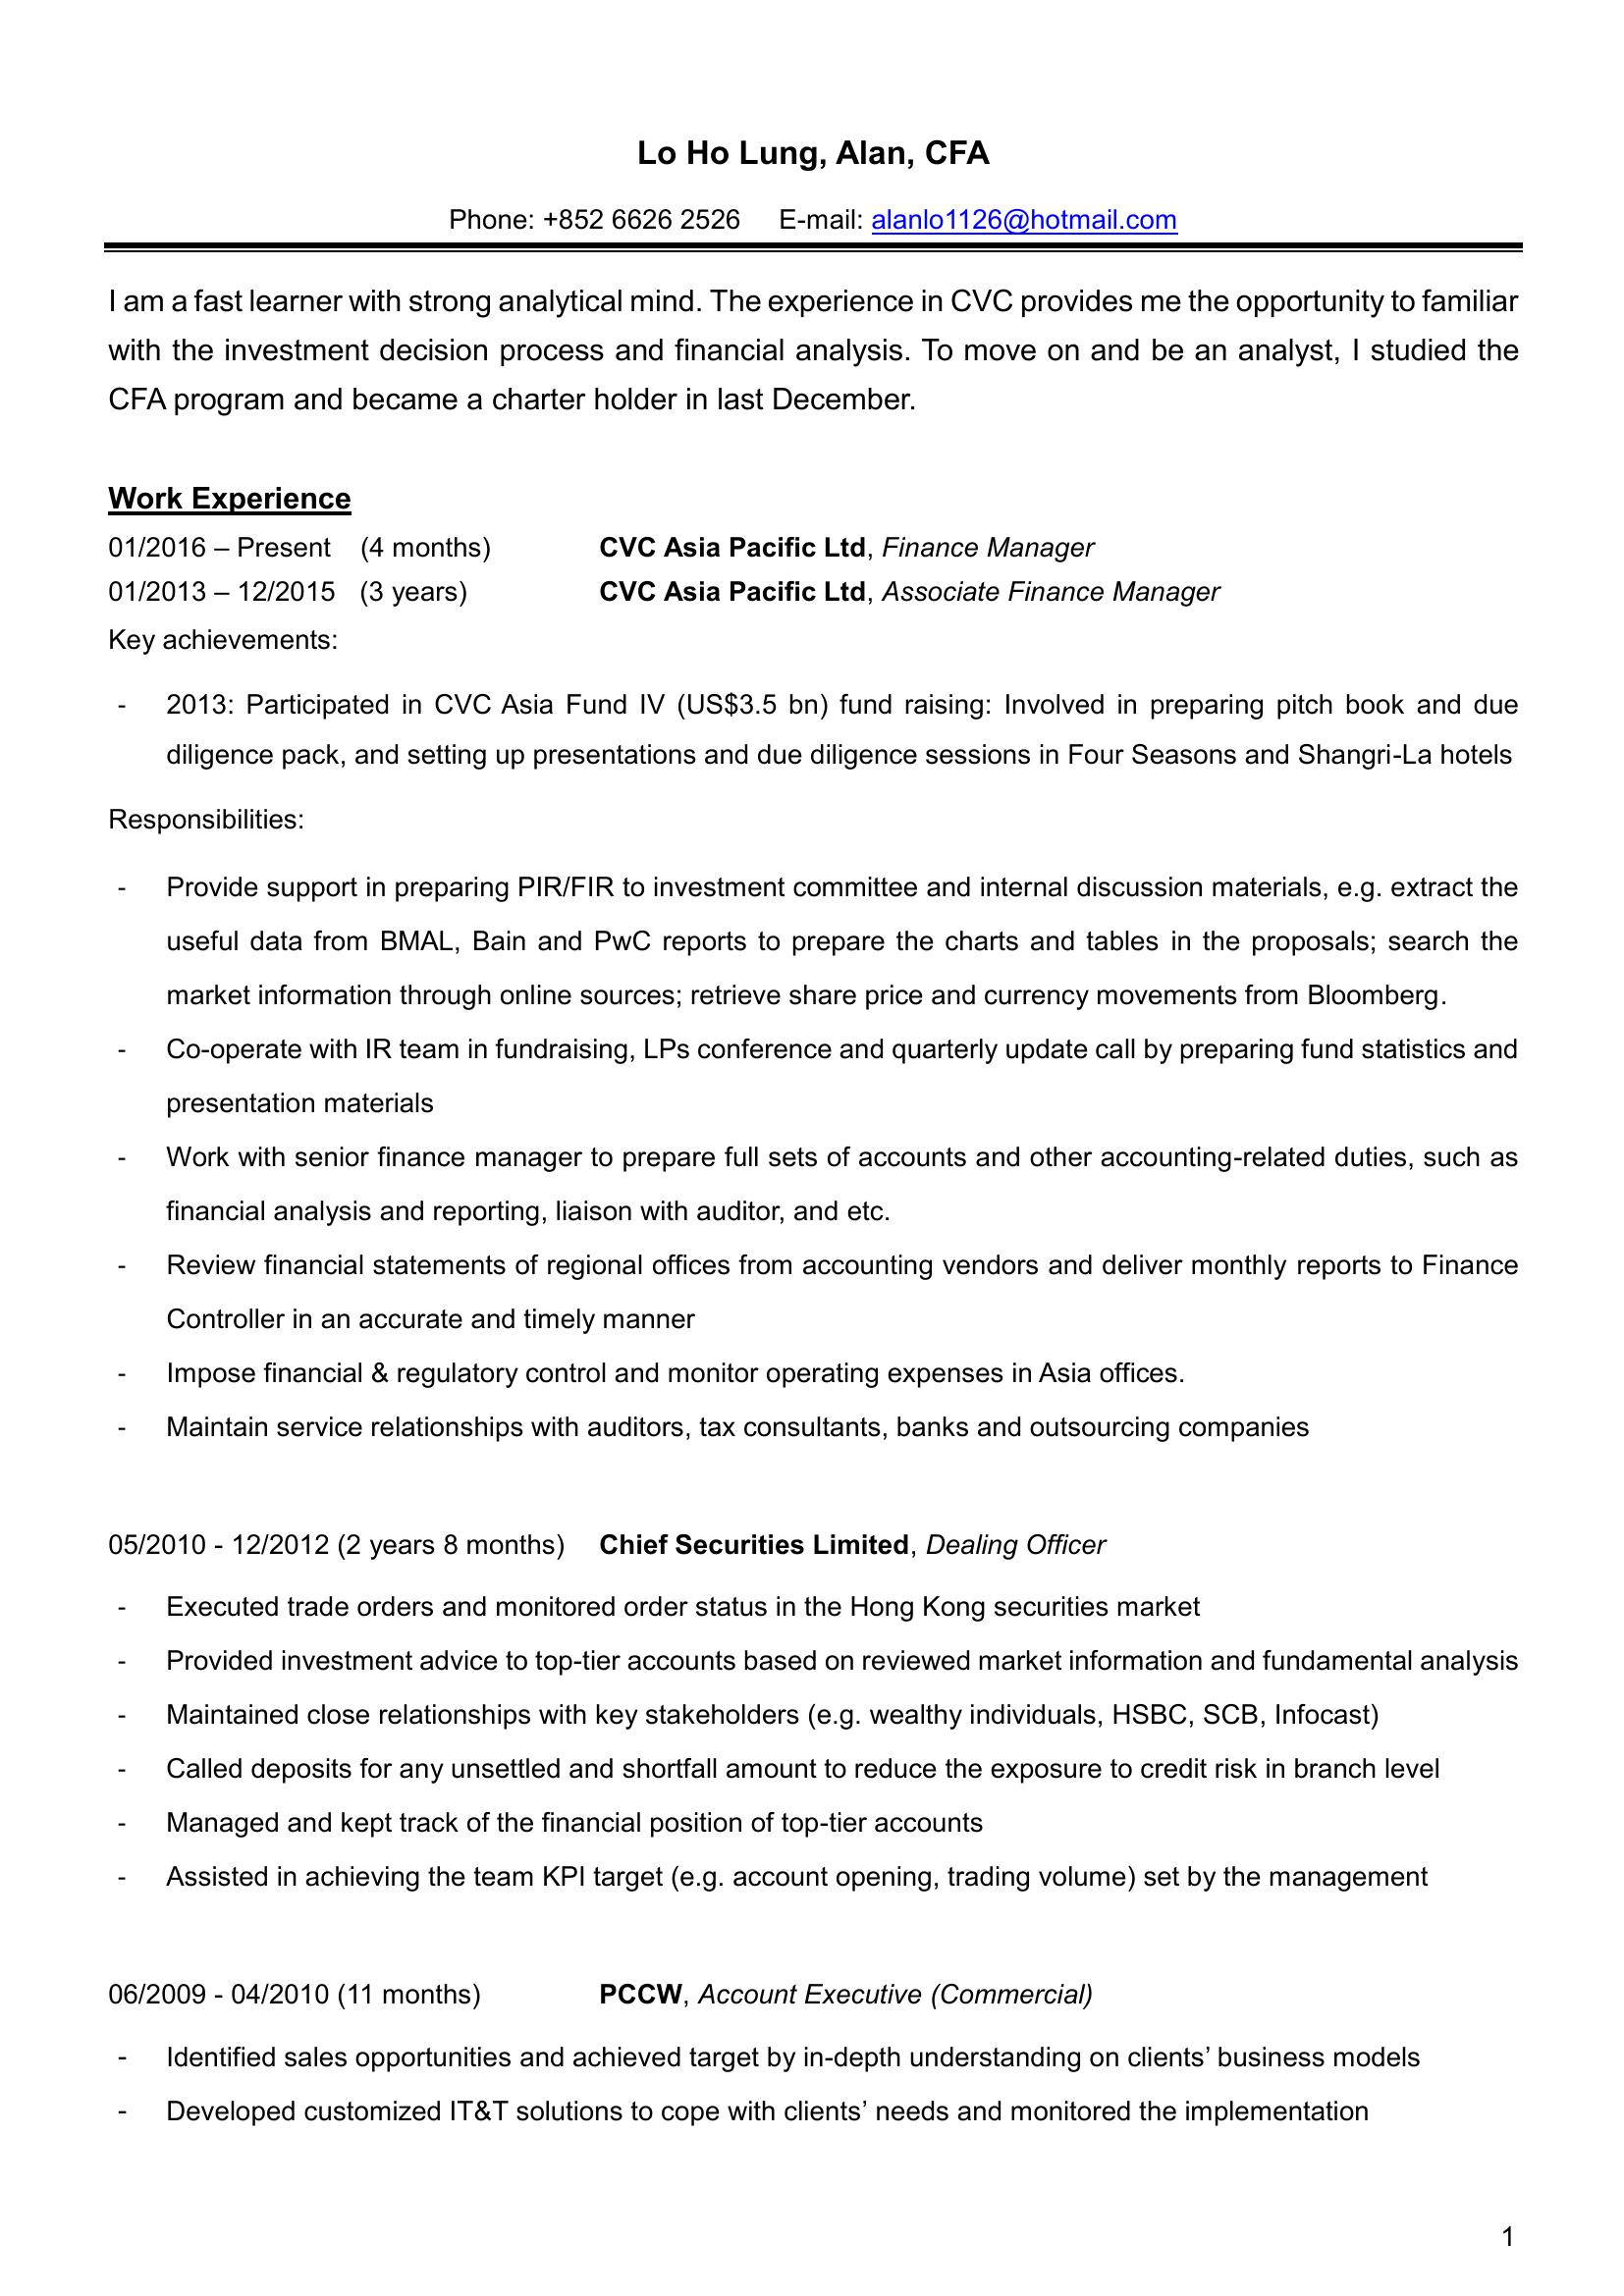 Lo Ho Lung, Alan, CFA
Phone: +852 6626 2526 E-mail: alanlo1126@hotmail.com
I am a fast learner with strong analytical mind. The experience in CVC provides me the opportunity to familiar
with the investment decision process and financial analysis. To move on and be an analyst, I studied the
CFA program and became a charter holder in last December.
Work Experience
01/2016 – Present (4 months) CVC Asia Pacific Ltd, Finance Manager
01/2013 – 12/2015 (3 years) CVC Asia Pacific Ltd, Associate Finance Manager
Key achievements:
- 2013: Participated in CVC Asia Fund IV (US$3.5 bn) fund raising: Involved in preparing pitch book and due
diligence pack, and setting up presentations and due diligence sessions in Four Seasons and Shangri-La hotels
Responsibilities:
- Provide support in preparing PIR/FIR to investment committee and internal discussion materials, e.g. extract the
useful data from BMAL, Bain and PwC reports to prepare the charts and tables in the proposals; search the
market information through online sources; retrieve share price and currency movements from Bloomberg.
- Co-operate with IR team in fundraising, LPs conference and quarterly update call by preparing fund statistics and
presentation materials
- Work with senior finance manager to prepare full sets of accounts and other accounting-related duties, such as
financial analysis and reporting, liaison with auditor, and etc.
- Review financial statements of regional offices from accounting vendors and deliver monthly reports to Finance
Controller in an accurate and timely manner
- Impose financial & regulatory control and monitor operating expenses in Asia offices.
- Maintain service relationships with auditors, tax consultants, banks and outsourcing companies
05/2010 - 12/2012 (2 years 8 months) Chief Securities Limited, Dealing Officer
- Executed trade orders and monitored order status in the Hong Kong securities market
- Provided investment advice to top-tier accounts based on reviewed market information and fundamental analysis
- Maintained close relationships with key stakeholders (e.g. wealthy individuals, HSBC, SCB, Infocast)
- Called deposits for any unsettled and shortfall amount to reduce the exposure to credit risk in branch level
- Managed and kept track of the financial position of top-tier accounts
- Assisted in achieving the team KPI target (e.g. account opening, trading volume) set by the management
06/2009 - 04/2010 (11 months) PCCW, Account Executive (Commercial)
- Identified sales opportunities and achieved target by in-depth understanding on clients’ business models
- Developed customized IT&T solutions to cope with clients’ needs and monitored the implementation
1